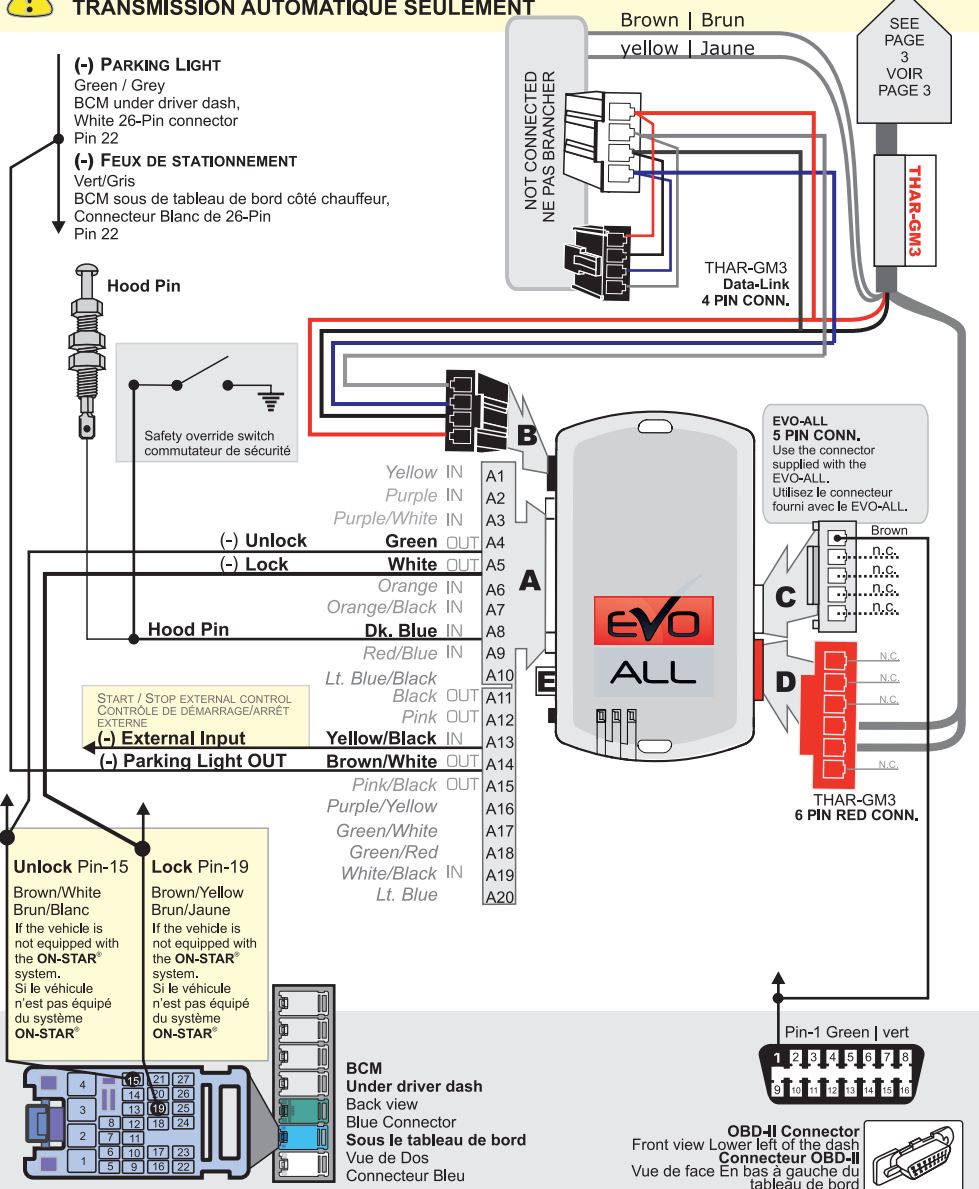 TRANSMISSION AUTOMATIQUE SEULEMENT
(-) PARKING LIGHT
Green / Grey
BCM under driver dash,
White 26-Pin connector
Pin 22
(-) FEUX DE STATIONNEMENT
Vert/Gris
BCM sous de tableau de bord côté chauffeur,
Connecteur Blanc de 26-Pin
Pin 22
Brown | Brun
yellow | Jaune
NOT CONNECTED
NE PAS BRANCHER
SEE
PAGE
3
VOIR
PAGE 3
THAR-GM3
THAR-GM3
Data-Link
4 PIN CONN.
Hood Pin
Safety override switch
commutateur de sécurité
B
EVO-ALL
5 PIN CONN.
Use the connector
supplied with the
EVO-ALL.
Utilisez le connecteur
fourni avec le EVO-ALL.
Yellow IN A1
Purple IN A2
Purple/White IN A3
(-) Unlock Green OUT A4
(-) Lock White OUT A5
Orange IN A6
Orange/Black IN A7
Hood Pin Dk. Blue IN A8
Red/Blue IN A9
Lt. Blue/Black A10
Black OUT A11
Pink OUT A12
START / STOP EXTERNAL CONTROL
CONTRÔLE DE DÉMARRAGE/ARRÊT
EXTERNE
(-) External Input Yellow/Black IN A13
(-) Parking Light OUT Brown/White OUT A14
Pink/Black OUT A15
Purple/Yellow A16
Green/White A17
Green/Red A18
White/Black IN A19
Lt. Blue A20
A
E
EVO
ALL
C
Brown
n.c.
n.c.
n.c.
n.c.
D
N.C.
N.C.
N.C.
N.C.
THAR-GM3
6 PIN RED CONN.
Unlock Pin-15
Brown/White
Brun/Blanc
If the vehicle is
not equipped with
the ON-STAR®
system.
Si le véhicule
n'est pas équipé
du système
ON-STAR®
Lock Pin-19
Brown/Yellow
Brun/Jaune
If the vehicle is
not equipped with
the ON-STAR®
system.
Si le véhicule
n'est pas équipé
du système
ON-STAR®
4 15 21 27
14 20 26
3 13 19 25
8 12 18 24
2 7 11
6 10 17 23
1 5 9 16 22
BCM
Under driver dash
Back view
Blue Connector
Sous le tableau de bord
Vue de Dos
Connecteur Bleu
Pin-1 Green | vert
1 2 3 4 5 6 7 8
9 10 11 12 13 14 15 16
OBD-II Connector
Front view Lower left of the dash
Connecteur OBD-II
Vue de face En bas à gauche du
tableau de bord